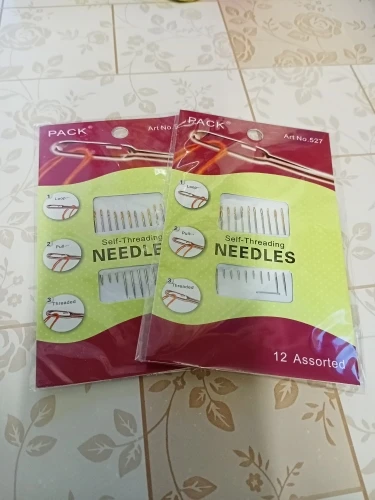 PACK
Art No.
1 Loop
2 Pull
3 Threaded
Self-Threading
NEEDLES
PACK
Art No.527
1 Loop
2 Pull
3 Threaded
Self-Threading
NEEDLES
12 Assorted